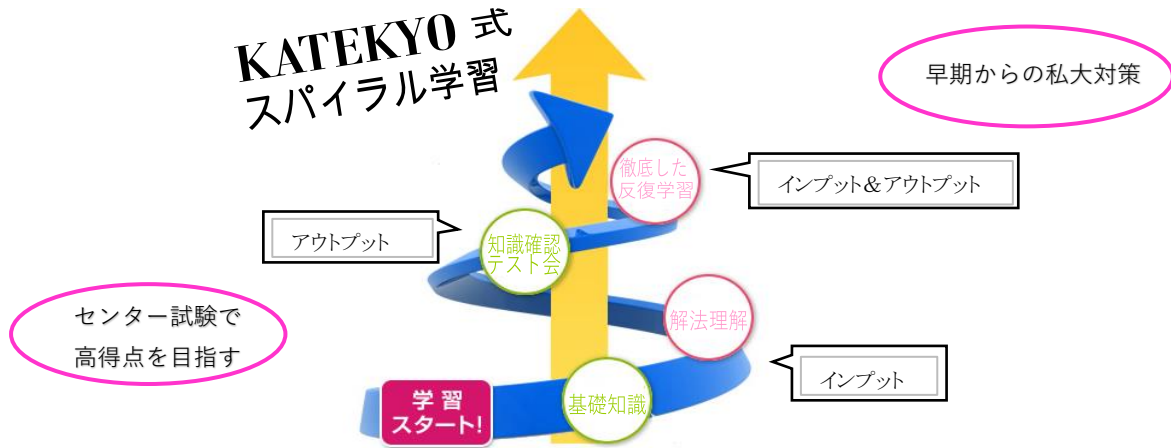 KATEKYO 式
スパイラル学習
早期からの私大対策
徹底した
反復学習
インプット＆アウトプット
アウトプット
知識確認
テスト会
センター試験で
高得点を目指す
解法理解
インプット
学習
スタート!
基礎知識